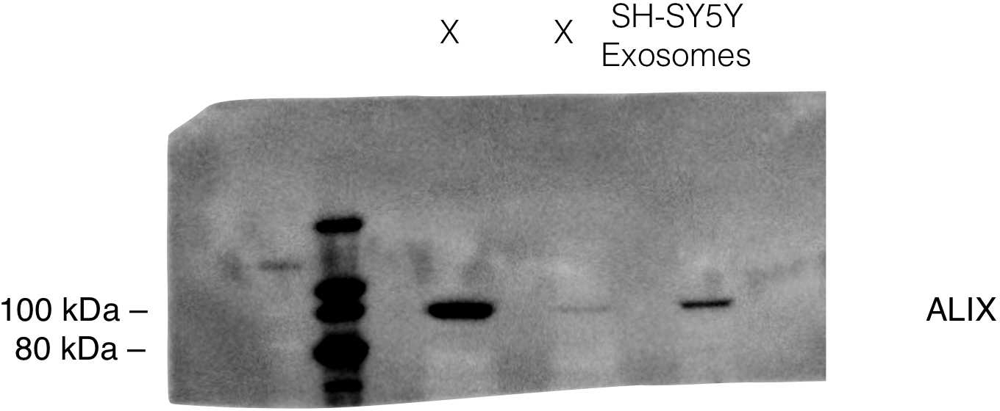 X X SH-SY5Y
Exosomes
100 kDa – ALIX
80 kDa –